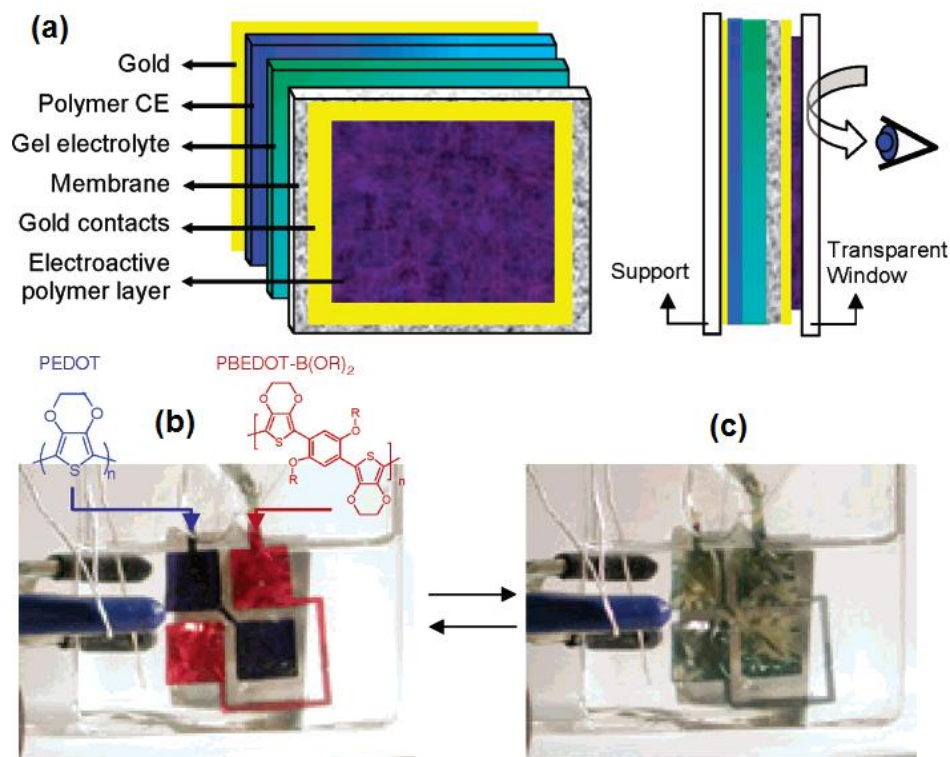 (a)
Gold
Polymer CE
Gel electrolyte
Membrane
Gold contacts
Electroactive
polymer layer
Support
Transparent
Window
PEDOT
PBEDOT-B(OR)₂
(b)
(c)
O
O
S
n
O
O
S
R
O
O
R
S
O
O
n